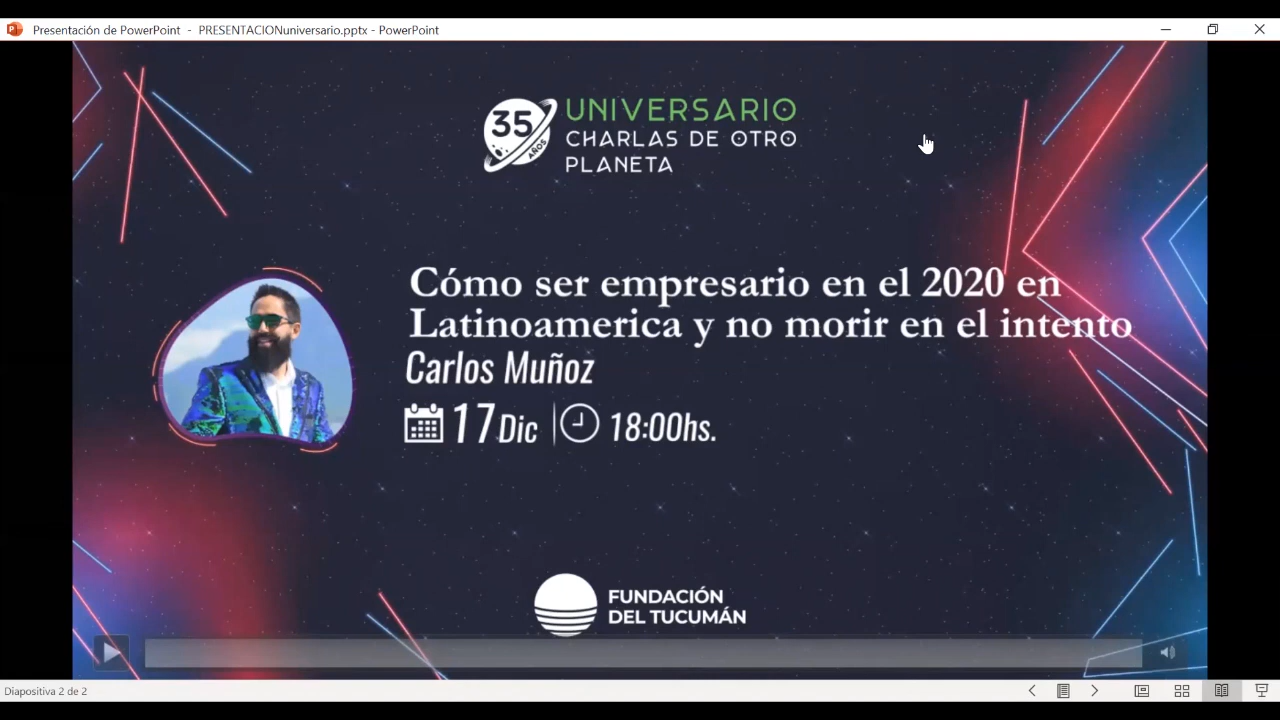 Presentación de PowerPoint - PRESENTACIONuniversario.pptx - PowerPoint
35 AÑOS
UNIVERSARIO
CHARLAS DE OTRO
PLANETA
Cómo ser empresario en el 2020 en
Latinoamerica y no morir en el intento
Carlos Muñoz
17 Dic | 18:00hs.
FUNDACIÓN
DEL TUCUMÁN
Diapositiva 2 de 2